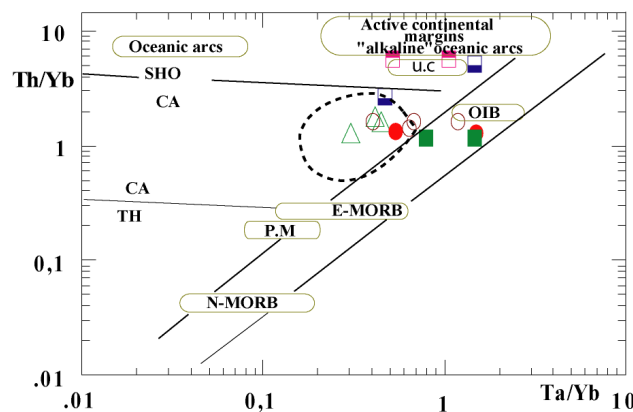 10
Th/Yb
1
0,1
.01
Oceanic arcs
Active continental
margins
"alkaline"oceanic arcs
u.c
SHO
CA
OIB
CA
TH
E-MORB
P.M
N-MORB
.01
0,1
1
10
Ta/Yb